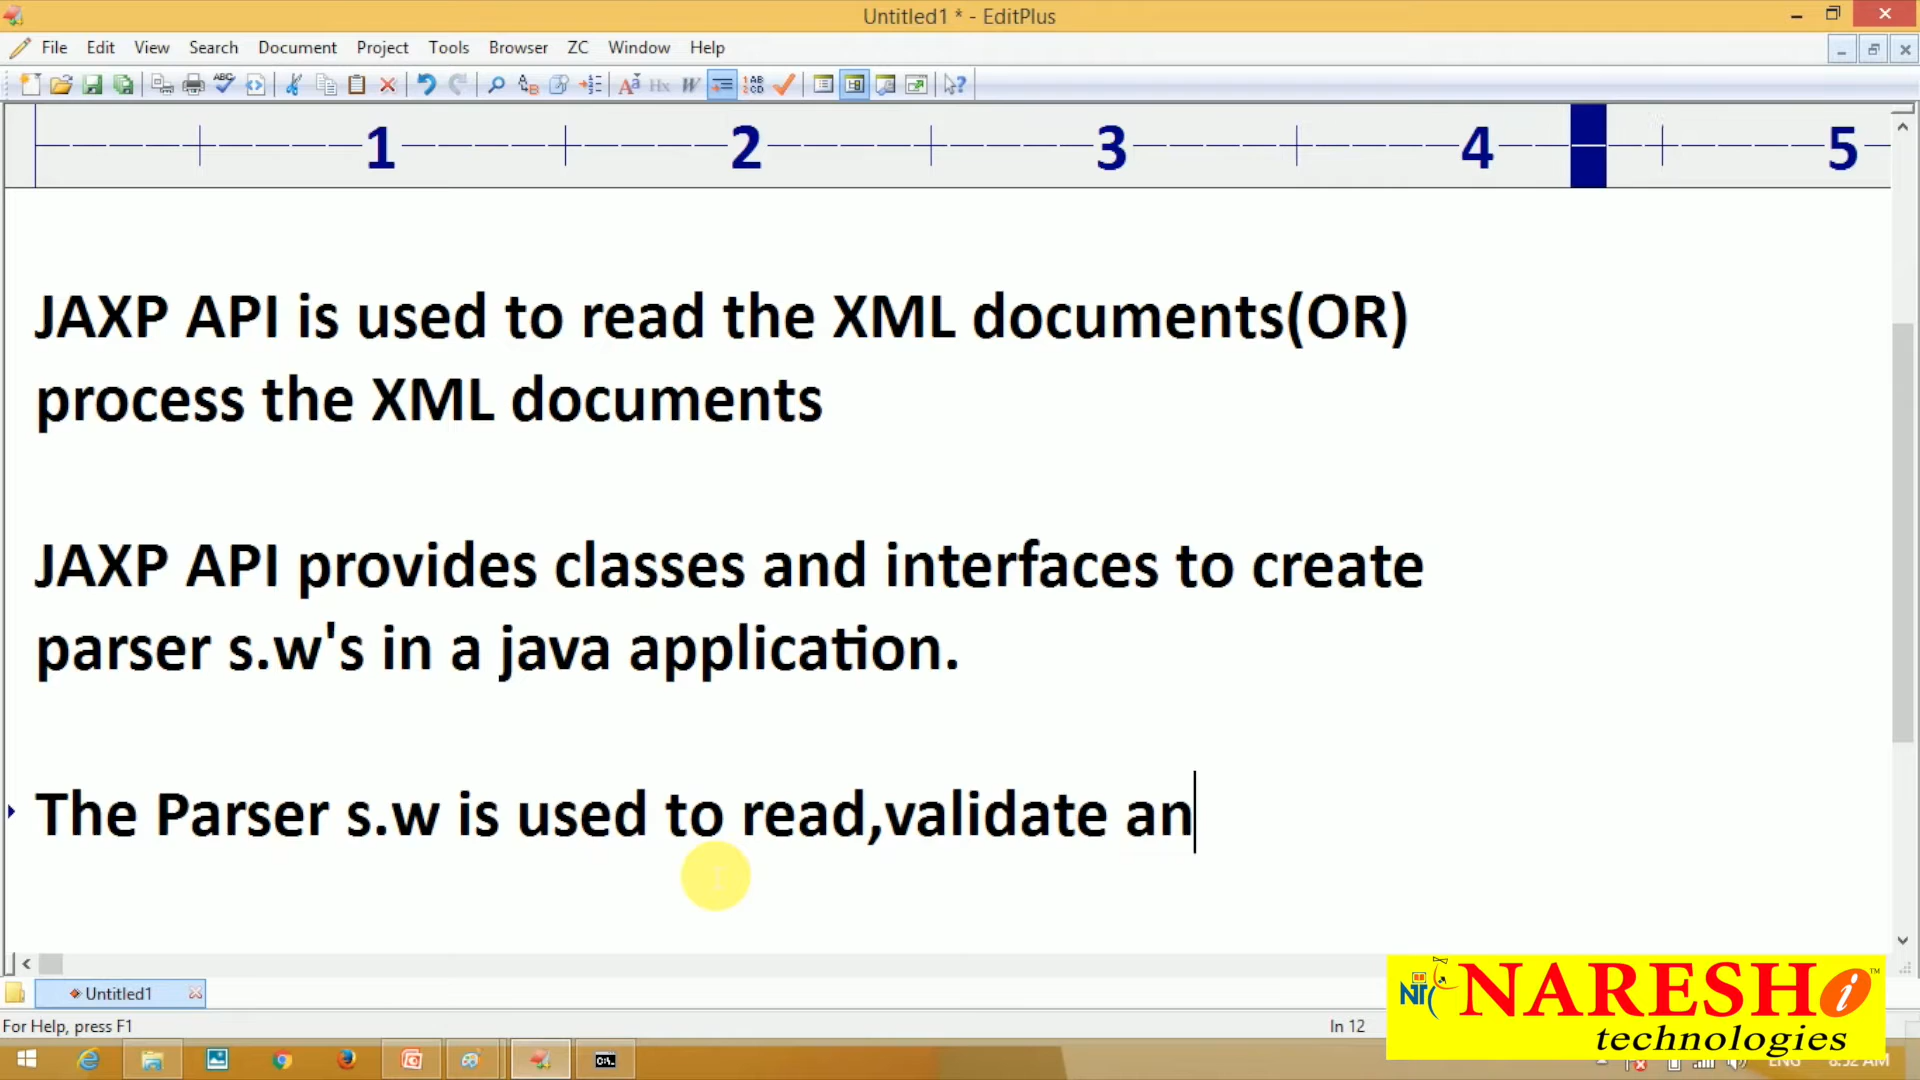 Untitled1 * - EditPlus
File Edit View Search Document Project Tools Browser ZC Window Help
1 2 3 4 5
JAXP API is used to read the XML documents(OR)
process the XML documents
JAXP API provides classes and interfaces to create
parser s.w's in a java application.
The Parser s.w is used to read,validate an
Untitled1
For Help, press F1
ln 12
NARESH i ™
technologies